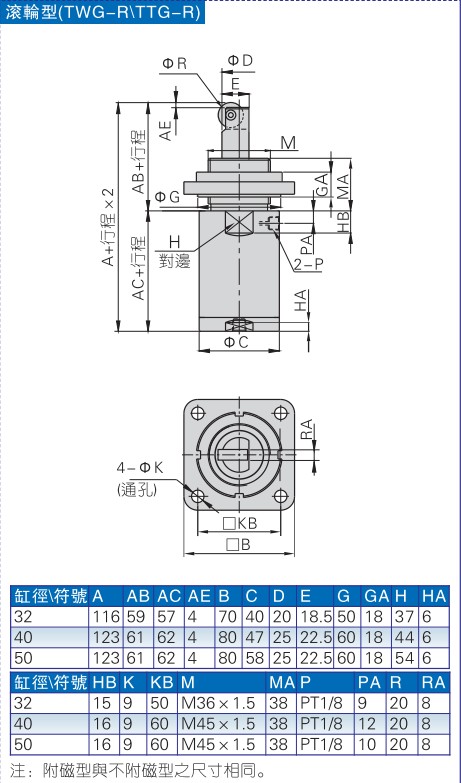 滾輪型(TWG-R\TTG-R)
ΦD
ΦR
E
AE
M
AB+行程
ΦG
GA
MA
A+行程×2
HB
PA
H
對邊
2-P
AC+行程
HA
ΦC
RA
4-ΦK
(通孔)
□KB
□B
缸徑\符號 A AB AC AE B C D E G GA H HA
32 116 59 57 4 70 40 20 18.5 50 18 37 6
40 123 61 62 4 80 47 25 22.5 60 18 44 6
50 123 61 62 4 80 58 25 22.5 60 18 54 6
缸徑\符號 HB K KB M MA P PA R RA
32 15 9 50 M36×1.5 38 PT1/8 9 20 8
40 16 9 60 M45×1.5 38 PT1/8 12 20 8
50 16 9 60 M45×1.5 38 PT1/8 10 20 8
注：附磁型與不附磁型之尺寸相同。